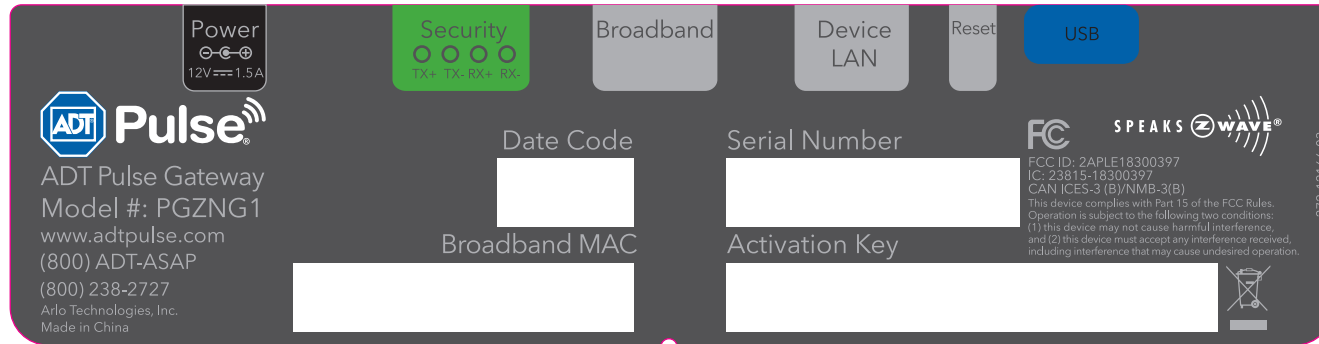 Power
12V 1.5A
Security
TX+ TX- RX+ RX-
Broadband
Device
LAN
Reset
USB
ADT Pulse®
ADT Pulse Gateway
Model #: PGZNG1
www.adtpulse.com
(800) ADT-ASAP
(800) 238-2727
Arlo Technologies, Inc.
Made in China
Date Code
Serial Number
Broadband MAC
Activation Key
FC
SPEAKS Z WAVE®
FCC ID: 2APLE18300397
IC: 23815-18300397
CAN ICES-3 (B)/NMB-3(B)
This device complies with Part 15 of the FCC Rules.
Operation is subject to the following two conditions:
(1) this device may not cause harmful interference,
and (2) this device must accept any interference received,
including interference that may cause undesired operation.